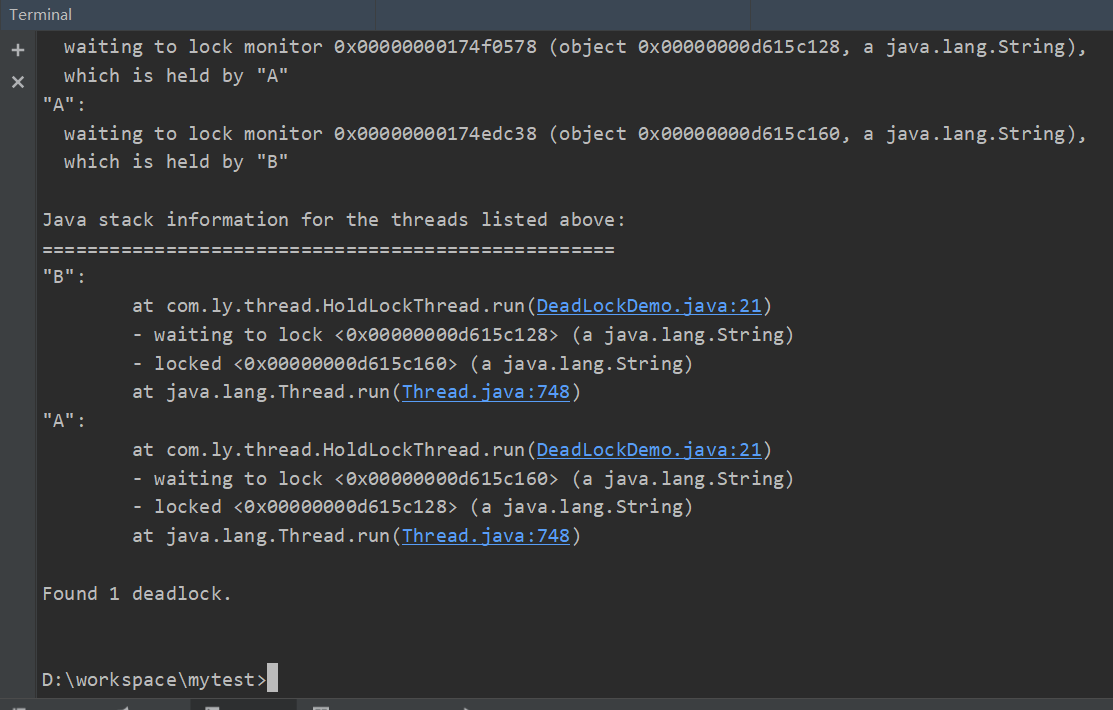 Terminal
waiting to lock monitor 0x00000000174f0578 (object 0x00000000d615c128, a java.lang.String),
which is held by "A"
"A":
waiting to lock monitor 0x00000000174edc38 (object 0x00000000d615c160, a java.lang.String),
which is held by "B"
Java stack information for the threads listed above:
===================================================
"B":
at com.ly.thread.HoldLockThread.run(DeadLockDemo.java:21)
- waiting to lock <0x00000000d615c128> (a java.lang.String)
- locked <0x00000000d615c160> (a java.lang.String)
at java.lang.Thread.run(Thread.java:748)
"A":
at com.ly.thread.HoldLockThread.run(DeadLockDemo.java:21)
- waiting to lock <0x00000000d615c160> (a java.lang.String)
- locked <0x00000000d615c128> (a java.lang.String)
at java.lang.Thread.run(Thread.java:748)
Found 1 deadlock.
D:\workspace\mytest>